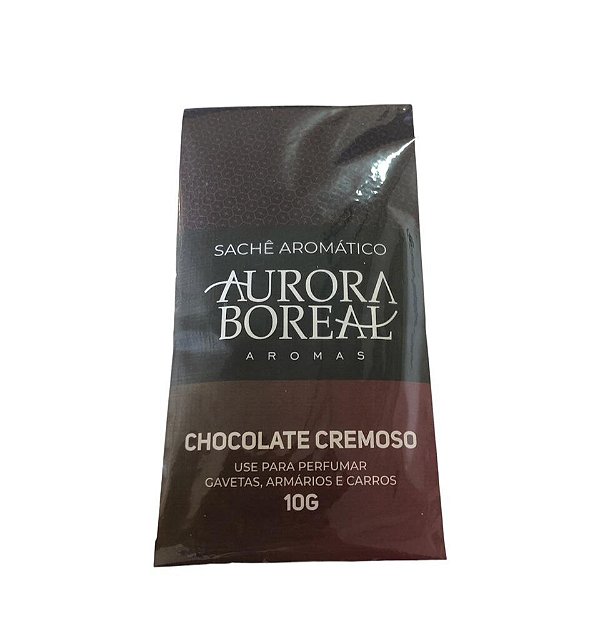 SACHÊ AROMÁTICO
AURORA
BOREAL
AROMAS
CHOCOLATE CREMOSO
USE PARA PERFUMAR
GAVETAS, ARMÁRIOS E CARROS
10G